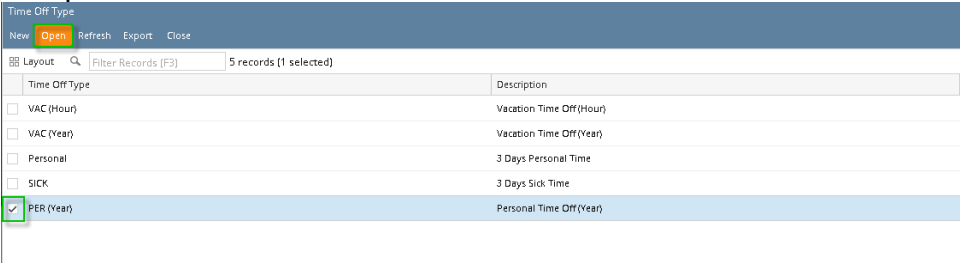 Time Off Type
New Open Refresh Export Close
Layout Filter Records (F3) 5 records (1 selected)
Time Off Type Description
VAC (Hour) Vacation Time Off (Hour)
VAC (Year) Vacation Time Off (Year)
Personal 3 Days Personal Time
SICK 3 Days Sick Time
PER (Year) Personal Time Off (Year)